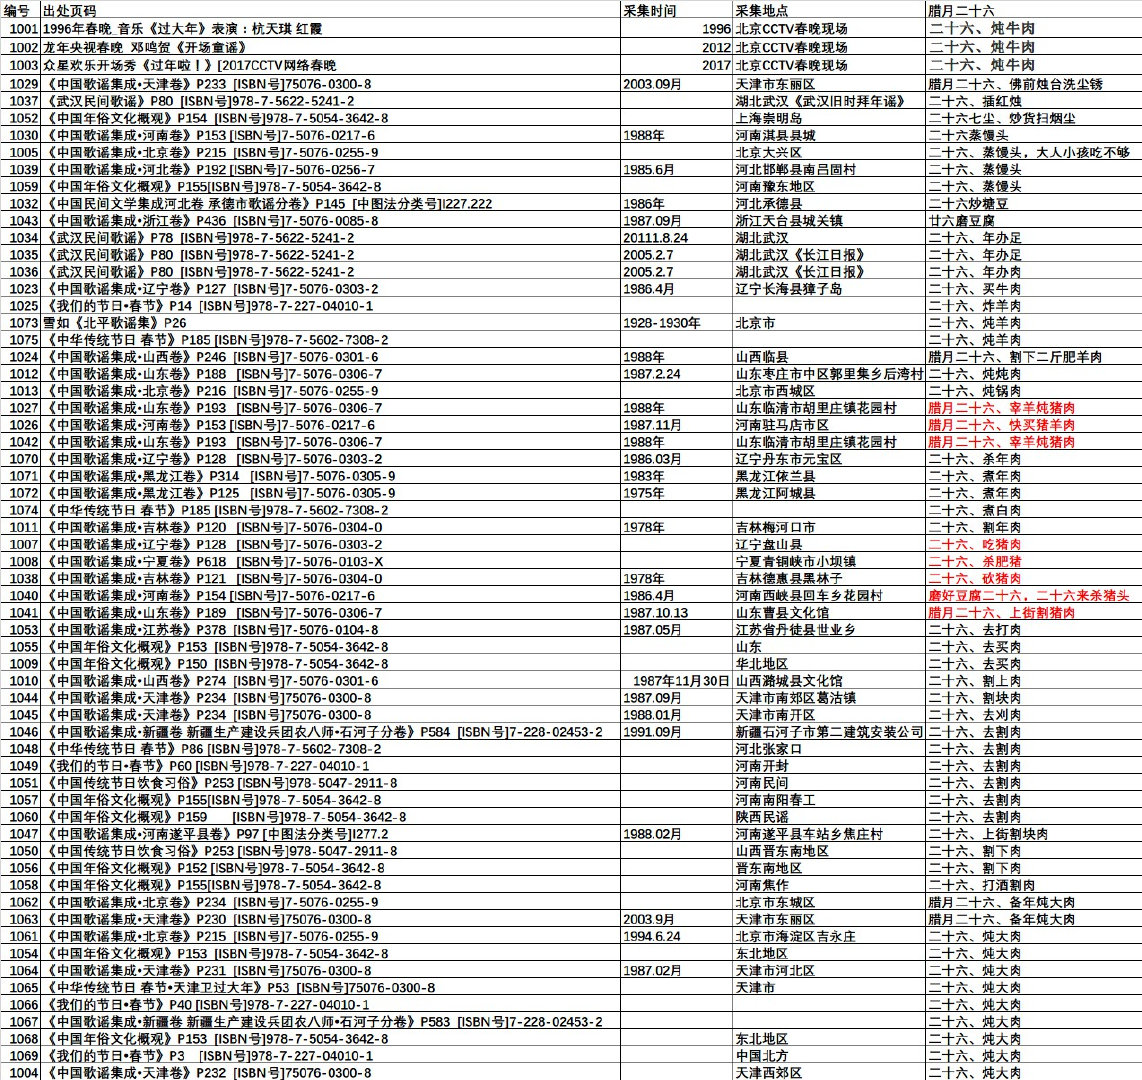 编号 出处页码 采集时间 采集地点 腊月二十六
1001 1996年春晚_音乐《过大年》表演：杭天琪 红霞 1996 北京CCTV春晚现场 二十六、炖牛肉
1002 龙年央视春晚_邓鸣贺《开场童谣》 2012 北京CCTV春晚现场 二十六、炖牛肉
1003 众星欢乐开场秀《过年啦！》[2017CCTV网络春晚 2017 北京CCTV春晚现场 二十六、炖牛肉
1029 《中国歌谣集成•天津卷》P233 [ISBN号]75076-0300-8 2003.09月 天津市东丽区 腊月二十六、佛前烛台洗尘锈
1037 《武汉民间歌谣》P80 [ISBN号]978-7-5622-5241-2 湖北武汉《武汉旧时拜年谣》 二十六、插红烛
1052 《中国年俗文化概观》P154 [ISBN号]978-7-5054-3642-8 上海崇明岛 二十六七尘、炒货扫烟尘
1030 《中国歌谣集成•河南卷》P153 [ISBN号]7-5076-0217-6 1988年 河南淇县县城 二十六蒸馒头
1005 《中国歌谣集成•北京卷》P215 [ISBN号]7-5076-0255-9 北京大兴区 二十六、蒸馒头，大人小孩吃不够
1039 《中国歌谣集成•河北卷》P192 [ISBN号]7-5076-0256-7 1985.6月 河北邯郸县南吕固村 二十六、蒸馒头
1059 《中国年俗文化概观》P155[ISBN号]978-7-5054-3642-8 河南豫东地区 二十六、蒸馒头
1032 《中国民间文学集成河北卷 承德市歌谣分卷》P145 [中图法分类号]I227.222 1986年 河北承德县 二十六炒糖豆
1043 《中国歌谣集成•浙江卷》P436 [ISBN号]7-5076-0085-8 1987.09月 浙江天台县城关镇 廿六磨豆腐
1034 《武汉民间歌谣》P78 [ISBN号]978-7-5622-5241-2 20111.8.24 湖北武汉 二十六、年办足
1035 《武汉民间歌谣》P80 [ISBN号]978-7-5622-5241-2 2005.2.7 湖北武汉《长江日报》 二十六、年办足
1036 《武汉民间歌谣》P80 [ISBN号]978-7-5622-5241-2 2005.2.7 湖北武汉《长江日报》 二十六、年办肉
1023 《中国歌谣集成•辽宁卷》P127 [ISBN号]7-5076-0303-2 1986.4月 辽宁长海县獐子岛 二十六、买牛肉
1025 《我们的节日•春节》P14 [ISBN号]978-7-227-04010-1 二十六、炸羊肉
1073 雪如《北平歌谣集》P26 1928-1930年 北京市 二十六、炖羊肉
1075 《中华传统节日 春节》P185 [ISBN号]978-7-5602-7308-2 二十六、炖羊肉
1024 《中国歌谣集成•山西卷》P246 [ISBN号]7-5076-0301-6 1988年 山西临县 腊月二十六、割下二斤肥羊肉
1012 《中国歌谣集成•山东卷》P188 [ISBN号]7-5076-0306-7 1987.2.24 山东枣庄市中区郭里集乡后湾村 二十六、炖炖肉
1013 《中国歌谣集成•北京卷》P216 [ISBN号]7-5076-0255-9 北京市西城区 二十六、炖锅肉
1027 《中国歌谣集成•山东卷》P193 [ISBN号]7-5076-0306-7 1988年 山东临清市胡里庄镇花园村 腊月二十六、宰羊炖猪肉
1026 《中国歌谣集成•河南卷》P153 [ISBN号]7-5076-0217-6 1987.11月 河南驻马店市区 腊月二十六、快买猪羊肉
1042 《中国歌谣集成•山东卷》P193 [ISBN号]7-5076-0306-7 1988年 山东临清市胡里庄镇花园村 腊月二十六、宰羊炖猪肉
1070 《中国歌谣集成•辽宁卷》P128 [ISBN号]7-5076-0303-2 1986.03月 辽宁丹东市元宝区 二十六、杀年肉
1071 《中国歌谣集成•黑龙江卷》P314 [ISBN号]7-5076-0305-9 1983年 黑龙江依兰县 二十六、煮年肉
1072 《中国歌谣集成•黑龙江卷》P125 [ISBN号]7-5076-0305-9 1975年 黑龙江阿城县 二十六、煮年肉
1074 《中华传统节日 春节》P185 [ISBN号]978-7-5602-7308-2 二十六、煮白肉
1011 《中国歌谣集成•吉林卷》P120 [ISBN号]7-5076-0304-0 1978年 吉林梅河口市 二十六、割年肉
1007 《中国歌谣集成•辽宁卷》P128 [ISBN号]7-5076-0303-2 辽宁盘山县 二十六、吃猪肉
1008 《中国歌谣集成•宁夏卷》P618 [ISBN号]7-5076-0103-X 宁夏青铜峡市小坝镇 二十六、杀肥猪
1038 《中国歌谣集成•吉林卷》P121 [ISBN号]7-5076-0304-0 1978年 吉林德惠县黑林子 二十六、砍猪肉
1040 《中国歌谣集成•河南卷》P154 [ISBN号]7-5076-0217-6 1986.4月 河南西峡县回车乡花园村 磨好豆腐二十六，二十六来杀猪头
1041 《中国歌谣集成•山东卷》P189 [ISBN号]7-5076-0306-7 1987.10.13 山东曹县文化馆 腊月二十六、上街割猪肉
1053 《中国歌谣集成•江苏卷》P378 [ISBN号]7-5076-0104-8 1987.05月 江苏省丹徒县世业乡 二十六、去打肉
1055 《中国年俗文化概观》P153 [ISBN号]978-7-5054-3642-8 山东 二十六、去买肉
1009 《中国年俗文化概观》P150 [ISBN号]978-7-5054-3642-8 华北地区 二十六、去买肉
1010 《中国歌谣集成•山西卷》P274 [ISBN号]7-5076-0301-6 1987年11月30日 山西潞城县文化馆 二十六、割上肉
1044 《中国歌谣集成•天津卷》P234 [ISBN号]75076-0300-8 1987.09月 天津市南郊区葛沽镇 二十六、割块肉
1045 《中国歌谣集成•天津卷》P234 [ISBN号]75076-0300-8 1988.01月 天津市南开区 二十六、去刈肉
1046 《中国歌谣集成•新疆卷 新疆生产建设兵团农八师•石河子分卷》P584 [ISBN号]7-228-02453-2 1991.09月 新疆石河子市第二建筑安装公司 二十六、去割肉
1048 《中华传统节日 春节》P86 [ISBN号]978-7-5602-7308-2 河北张家口 二十六、去割肉
1049 《我们的节日•春节》P60 [ISBN号]978-7-227-04010-1 河南开封 二十六、去割肉
1051 《中国传统节日饮食习俗》P253 [ISBN号]978-5047-2911-8 河南民间 二十六、去割肉
1057 《中国年俗文化概观》P155[ISBN号]978-7-5054-3642-8 河南南阳春工 二十六、去割肉
1060 《中国年俗文化概观》P159 [ISBN号]978-7-5054-3642-8 陕西民谣 二十六、去割肉
1047 《中国歌谣集成•河南遂平县卷》P97 [中图法分类号]I277.2 1988.02月 河南遂平县车站乡焦庄村 二十六、上街割块肉
1050 《中国传统节日饮食习俗》P253 [ISBN号]978-5047-2911-8 山西晋东南地区 二十六、割下肉
1056 《中国年俗文化概观》P152 [ISBN号]978-7-5054-3642-8 晋东南地区 二十六、割下肉
1058 《中国年俗文化概观》P155[ISBN号]978-7-5054-3642-8 河南焦作 二十六、打酒割肉
1062 《中国歌谣集成•北京卷》P234 [ISBN号]7-5076-0255-9 北京市东城区 腊月二十六、备年炖大肉
1063 《中国歌谣集成•天津卷》P230 [ISBN号]75076-0300-8 2003.9月 天津市东丽区 腊月二十六、备年炖大肉
1061 《中国歌谣集成•北京卷》P215 [ISBN号]7-5076-0255-9 1994.6.24 北京市海淀区吉永庄 二十六、炖大肉
1054 《中国年俗文化概观》P153 [ISBN号]978-7-5054-3642-8 东北地区 二十六、炖大肉
1064 《中国歌谣集成•天津卷》P231 [ISBN号]75076-0300-8 1987.02月 天津市河北区 二十六、炖大肉
1065 《中华传统节日 春节•天津卫过大年》P53 [ISBN号]75076-0300-8 天津市 二十六、炖大肉
1066 《我们的节日•春节》P40 [ISBN号]978-7-227-04010-1 二十六、炖大肉
1067 《中国歌谣集成•新疆卷 新疆生产建设兵团农八师•石河子分卷》P583 [ISBN号]7-228-02453-2 二十六、炖大肉
1068 《中国年俗文化概观》P153 [ISBN号]978-7-5054-3642-8 东北地区 二十六、炖大肉
1069 《我们的节日•春节》P3 [ISBN号]978-7-227-04010-1 中国北方 二十六、炖大肉
1004 《中国歌谣集成•天津卷》P232 [ISBN号]75076-0300-8 天津西郊区 二十六、炖大肉